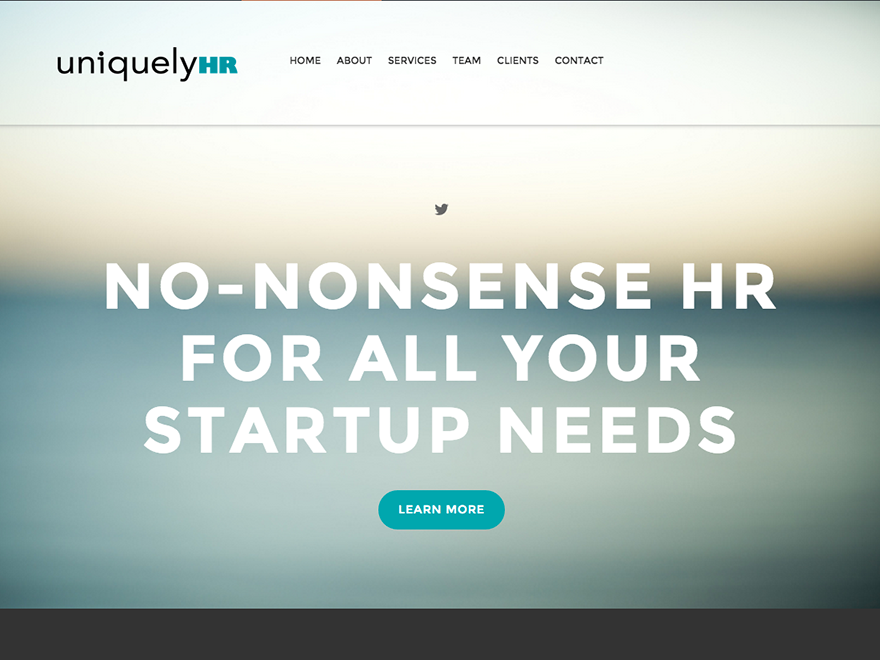 uniquelyHR
HOME ABOUT SERVICES TEAM CLIENTS CONTACT
NO-NONSENSE HR
FOR ALL YOUR
STARTUP NEEDS
LEARN MORE